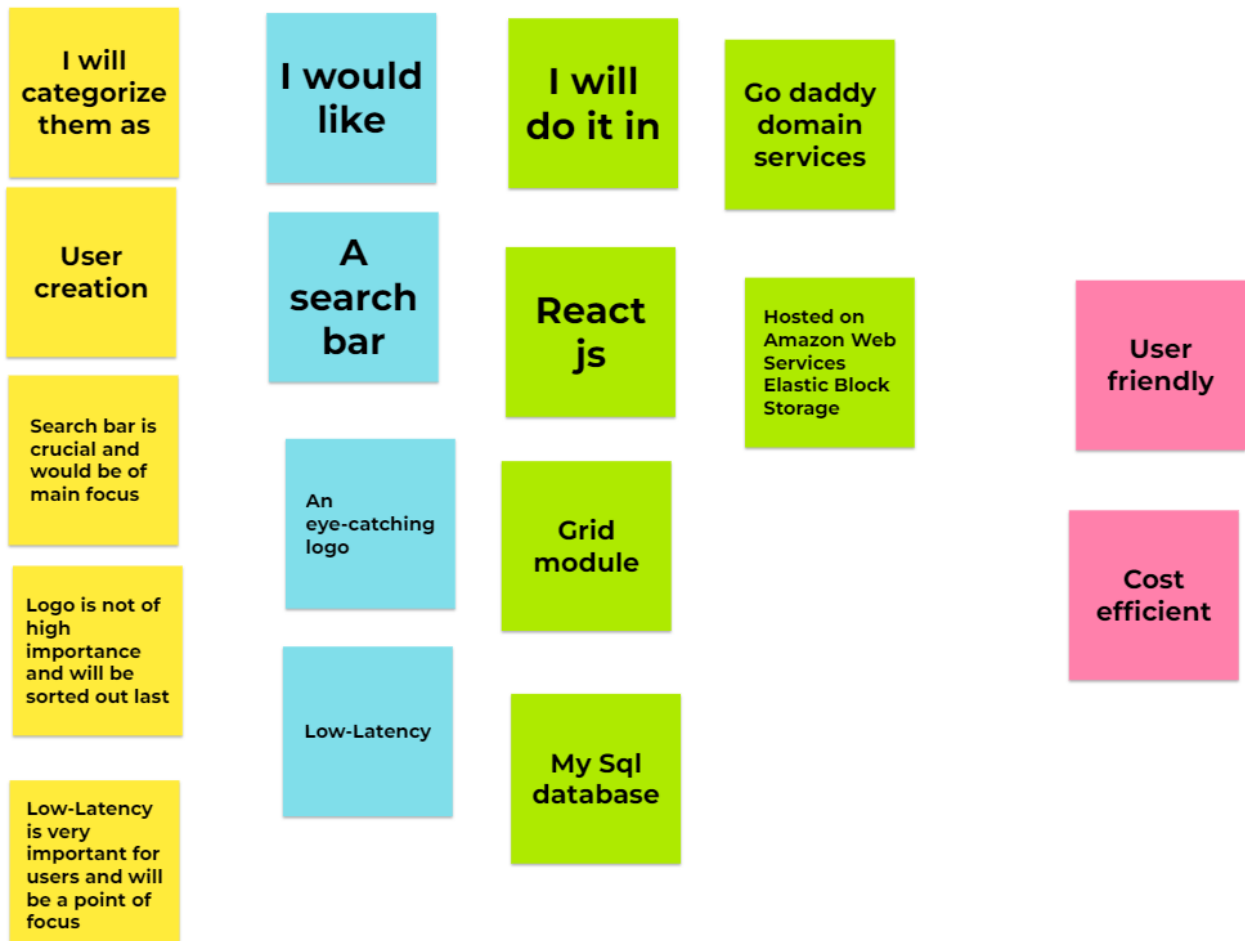 I will
categorize
them as
User
creation
Search bar is
crucial and
would be of
main focus
Logo is not of
high
importance
and will be
sorted out last
Low-Latency
is very
important for
users and will
be a point of
focus
I would
like
A
search
bar
An
eye-catching
logo
Low-Latency
I will
do it in
React
js
Grid
module
My Sql
database
Go daddy
domain
services
Hosted on
Amazon Web
Services
Elastic Block
Storage
User
friendly
Cost
efficient